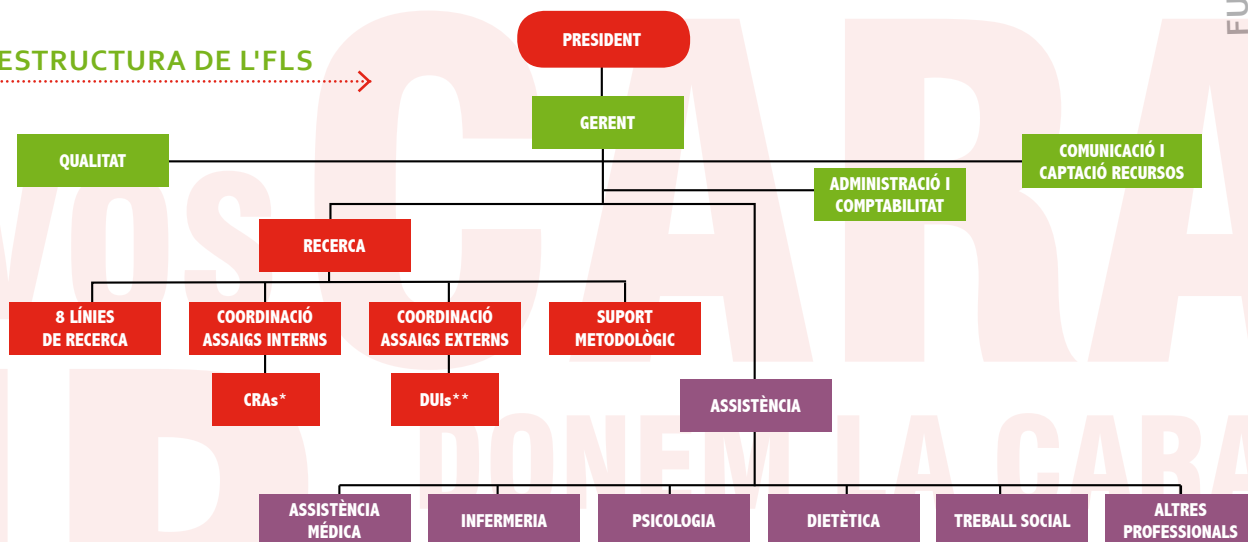 ESTRUCTURA DE L'FLS
PRESIDENT
GERENT
QUALITAT
COMUNICACIÓ I
CAPTACIÓ RECURSOS
ADMINISTRACIÓ I
COMPTABILITAT
RECERCA
8 LÍNIES
DE RECERCA
COORDINACIÓ
ASSAIGS INTERNS
COORDINACIÓ
ASSAIGS EXTERNS
SUPORT
METODOLÒGIC
CRAs*
DUIs**
ASSISTÈNCIA
ASSISTÈNCIA
MÉDICA
INFERMERIA
PSICOLOGIA
DIETÈTICA
TREBALL SOCIAL
ALTRES
PROFESSIONALS
VOS CARA
DONEM LA CARA